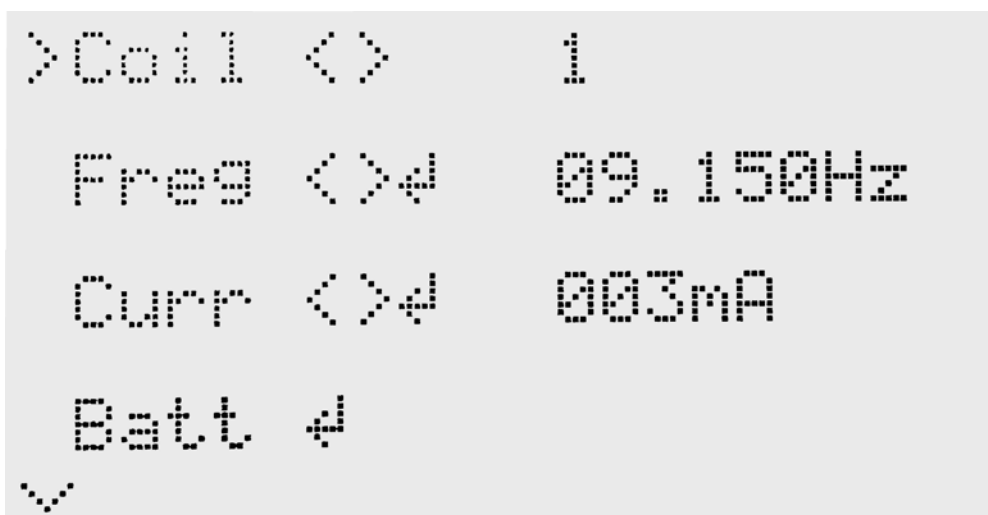 >Coil <> 1
Freg <>↲ 09.150Hz
Curr <>↲ 003mA
Batt ↲